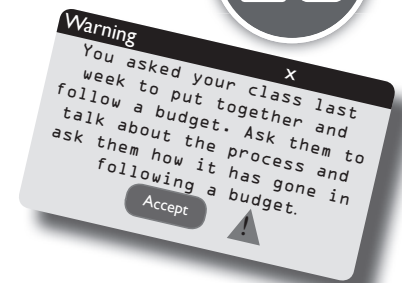 Warning
x
You asked your class last
week to put together and
follow a budget. Ask them to
talk about the process and
ask them how it has gone in
following a budget.
Accept
!